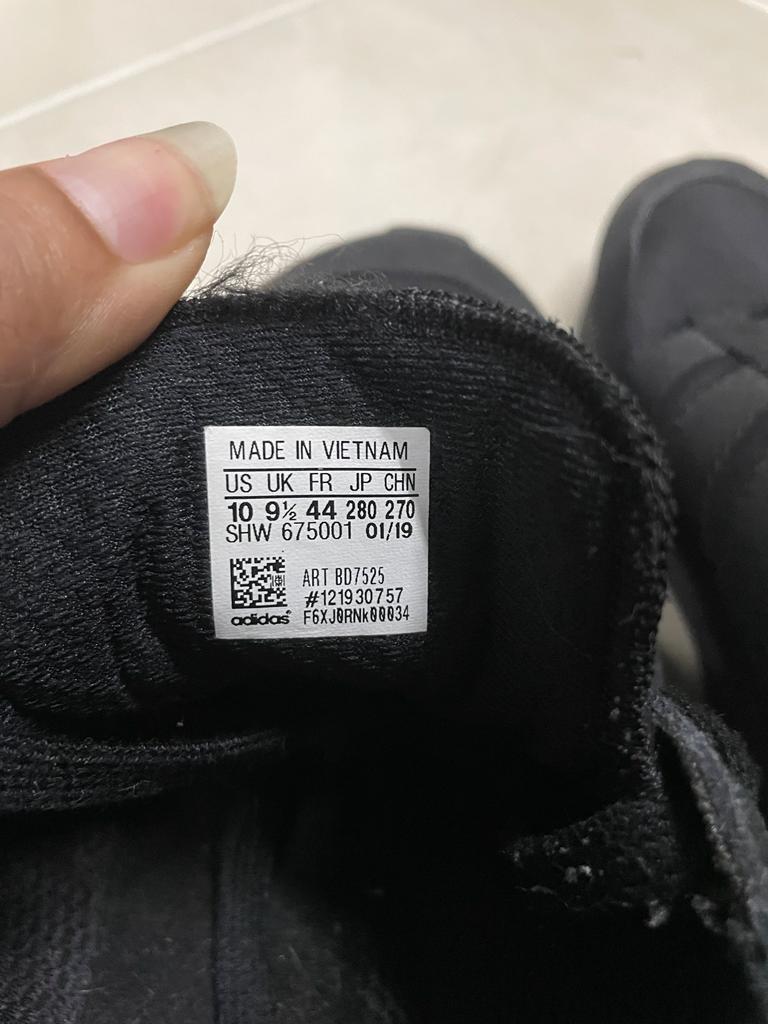 MADE IN VIETNAM
US UK FR JP CHN
10 9½ 44 280 270
SHW 675001 01/19
ART BD7525
#121930757
adidas® F6XJ0RNk00034